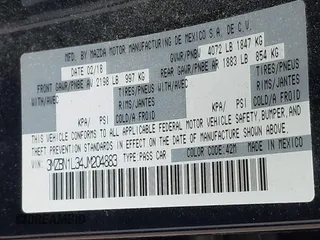 MFD. BY MAZDA MOTOR MANUFACTURING DE MEXICO S.A. DE C.V.
DATE 02/18 GVWR/PNBV 4072 LB 1847 KG
FRONT GAWR/PNBE AV 2198 LB 997 KG REAR GAWR/PNBE AP 1883 LB 854 KG
WITH/AVEC TIRES/PNEUS WITH/AVEC TIRES/PNEUS
RIMS/JANTES RIMS/JANTES
KPA/ PSI COLD/A FROID KPA/ PSI COLD/A FROID
THIS VEHICLE CONFORMS TO ALL APPLICABLE FEDERAL MOTOR VEHICLE SAFETY, BUMPER, AND
THEFT PREVENTION STANDARDS IN EFFECT ON THE DATE OF MANUFACTURE SHOWN ABOVE.
VIN: 3MZBN1L34JM204883 TYPE PASS CAR COLOR CODE 42M MADE IN MEXICO